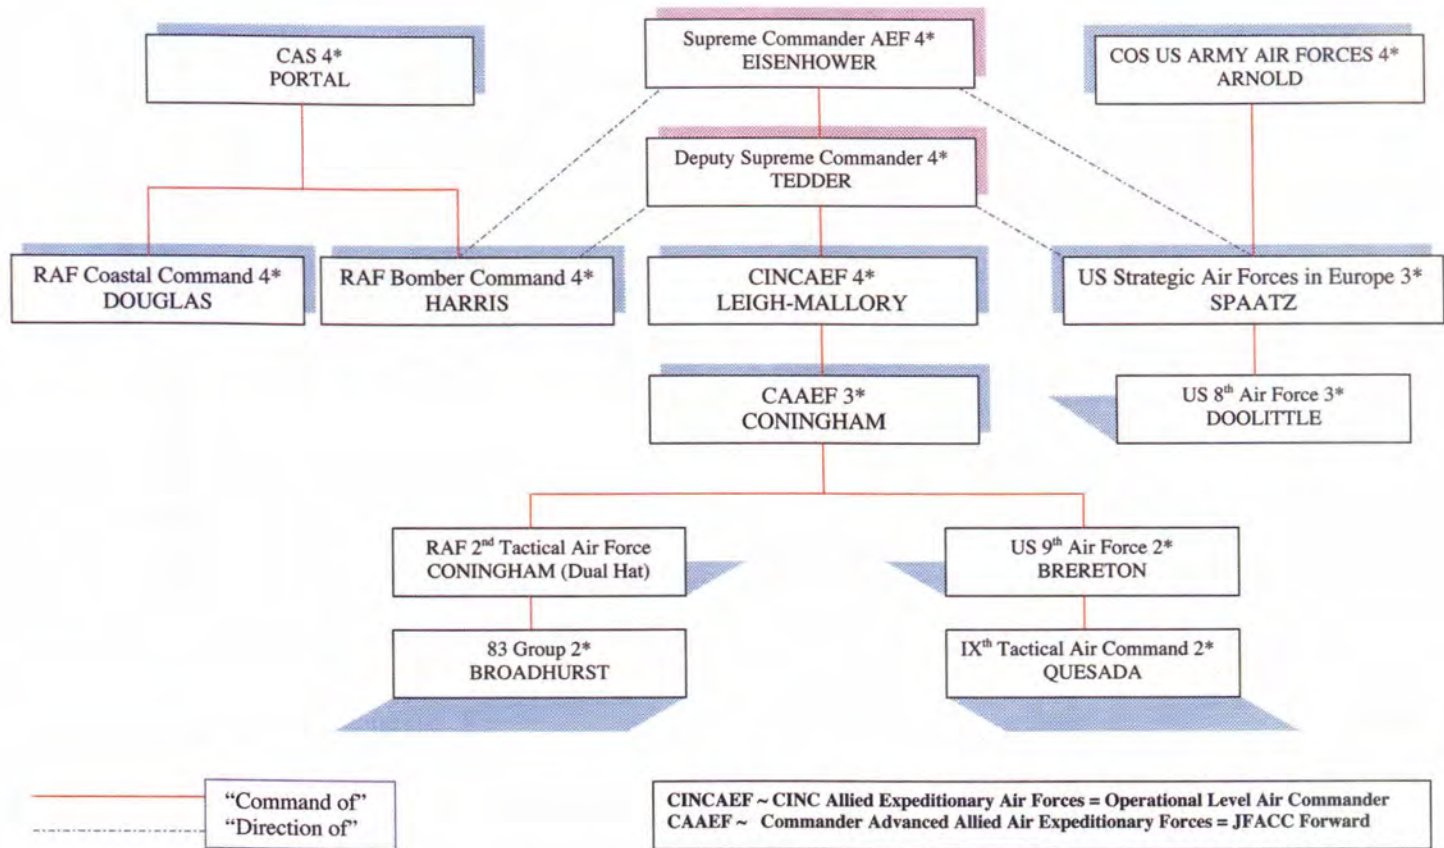 CAS 4*
PORTAL
Supreme Commander AEF 4*
EISENHOWER
COS US ARMY AIR FORCES 4*
ARNOLD
Deputy Supreme Commander 4*
TEDDER
RAF Coastal Command 4*
DOUGLAS
RAF Bomber Command 4*
HARRIS
CINCAEF 4*
LEIGH-MALLORY
US Strategic Air Forces in Europe 3*
SPAATZ
CAAEF 3*
CONINGHAM
US 8th Air Force 3*
DOOLITTLE
RAF 2nd Tactical Air Force
CONINGHAM (Dual Hat)
US 9th Air Force 2*
BRERETON
83 Group 2*
BROADHURST
IXth Tactical Air Command 2*
QUESADA
“Command of”
“Direction of”
CINCAEF ~ CINC Allied Expeditionary Air Forces = Operational Level Air Commander
CAAEF ~ Commander Advanced Allied Air Expeditionary Forces = JFACC Forward